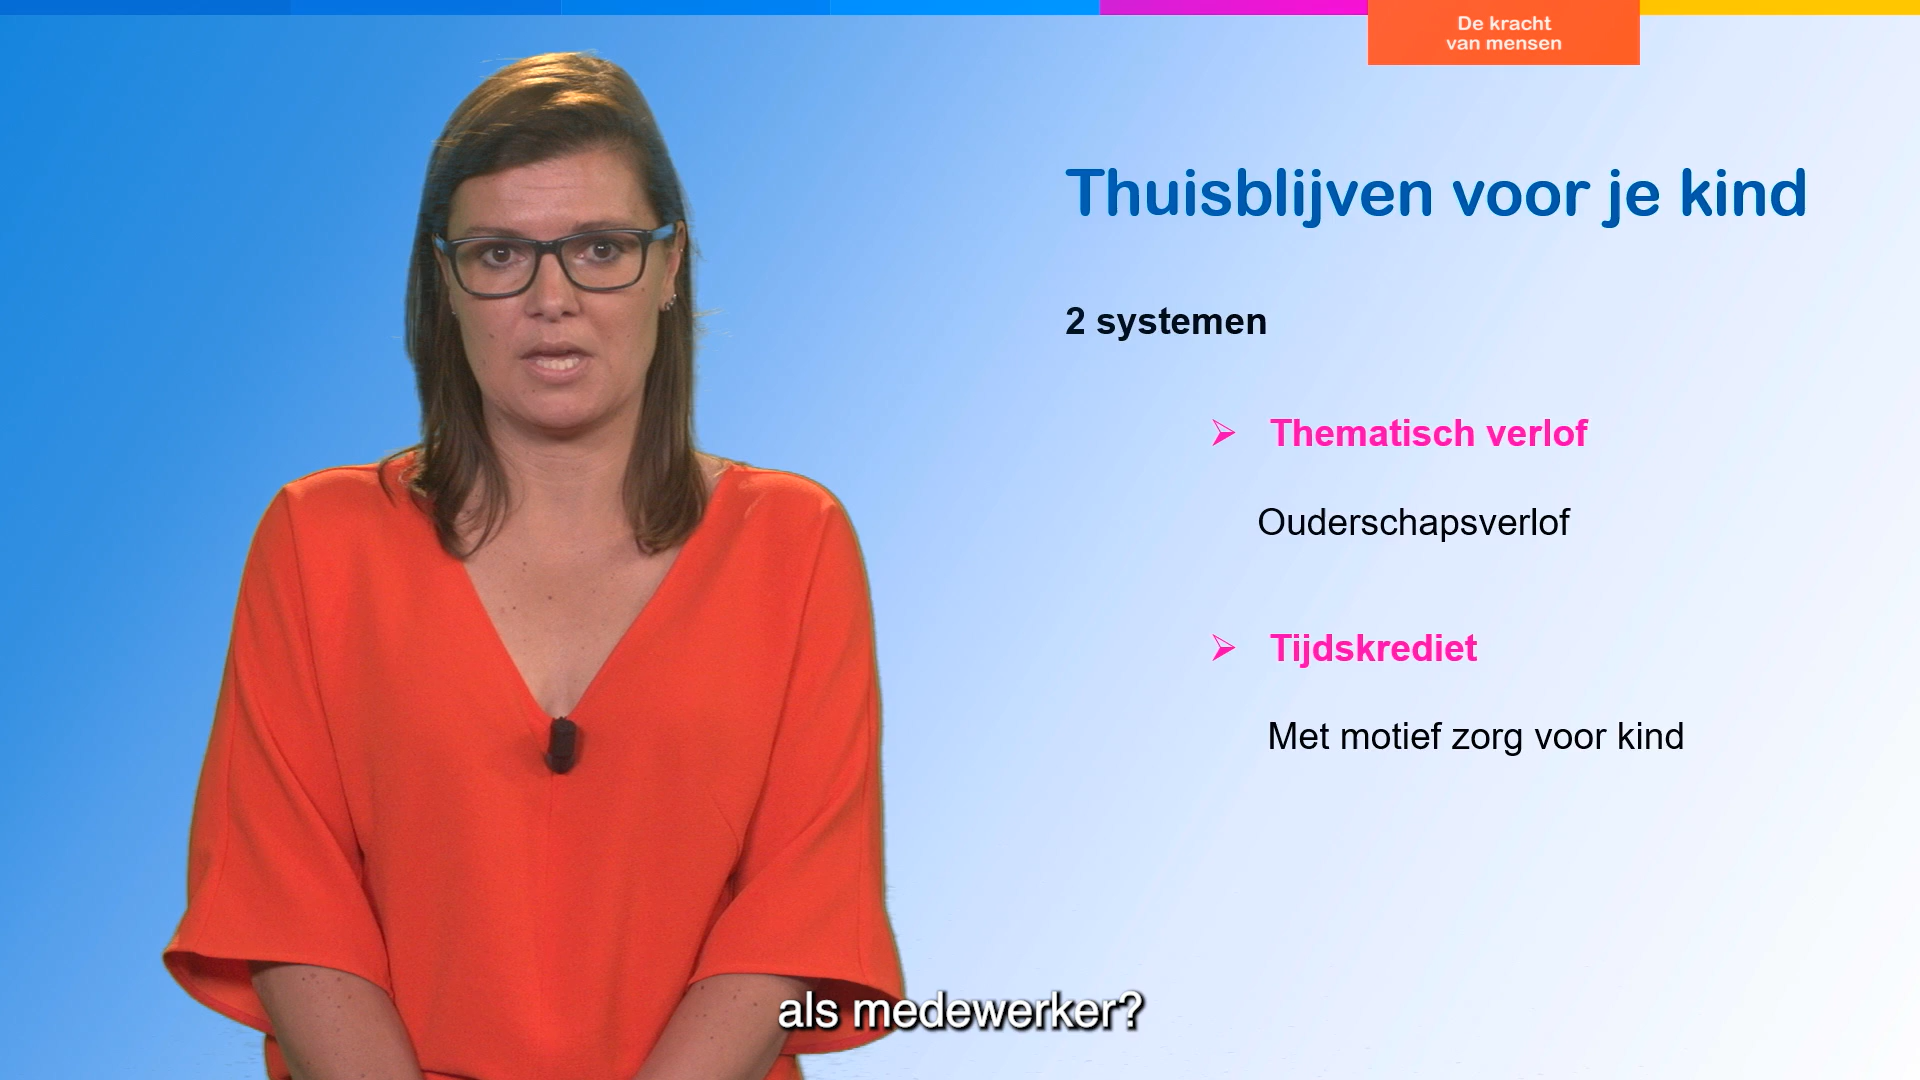 De kracht
van mensen
Thuisblijven voor je kind
2 systemen
➢ Thematisch verlof
Ouderschapsverlof
➢ Tijdskrediet
Met motief zorg voor kind
als medewerker?